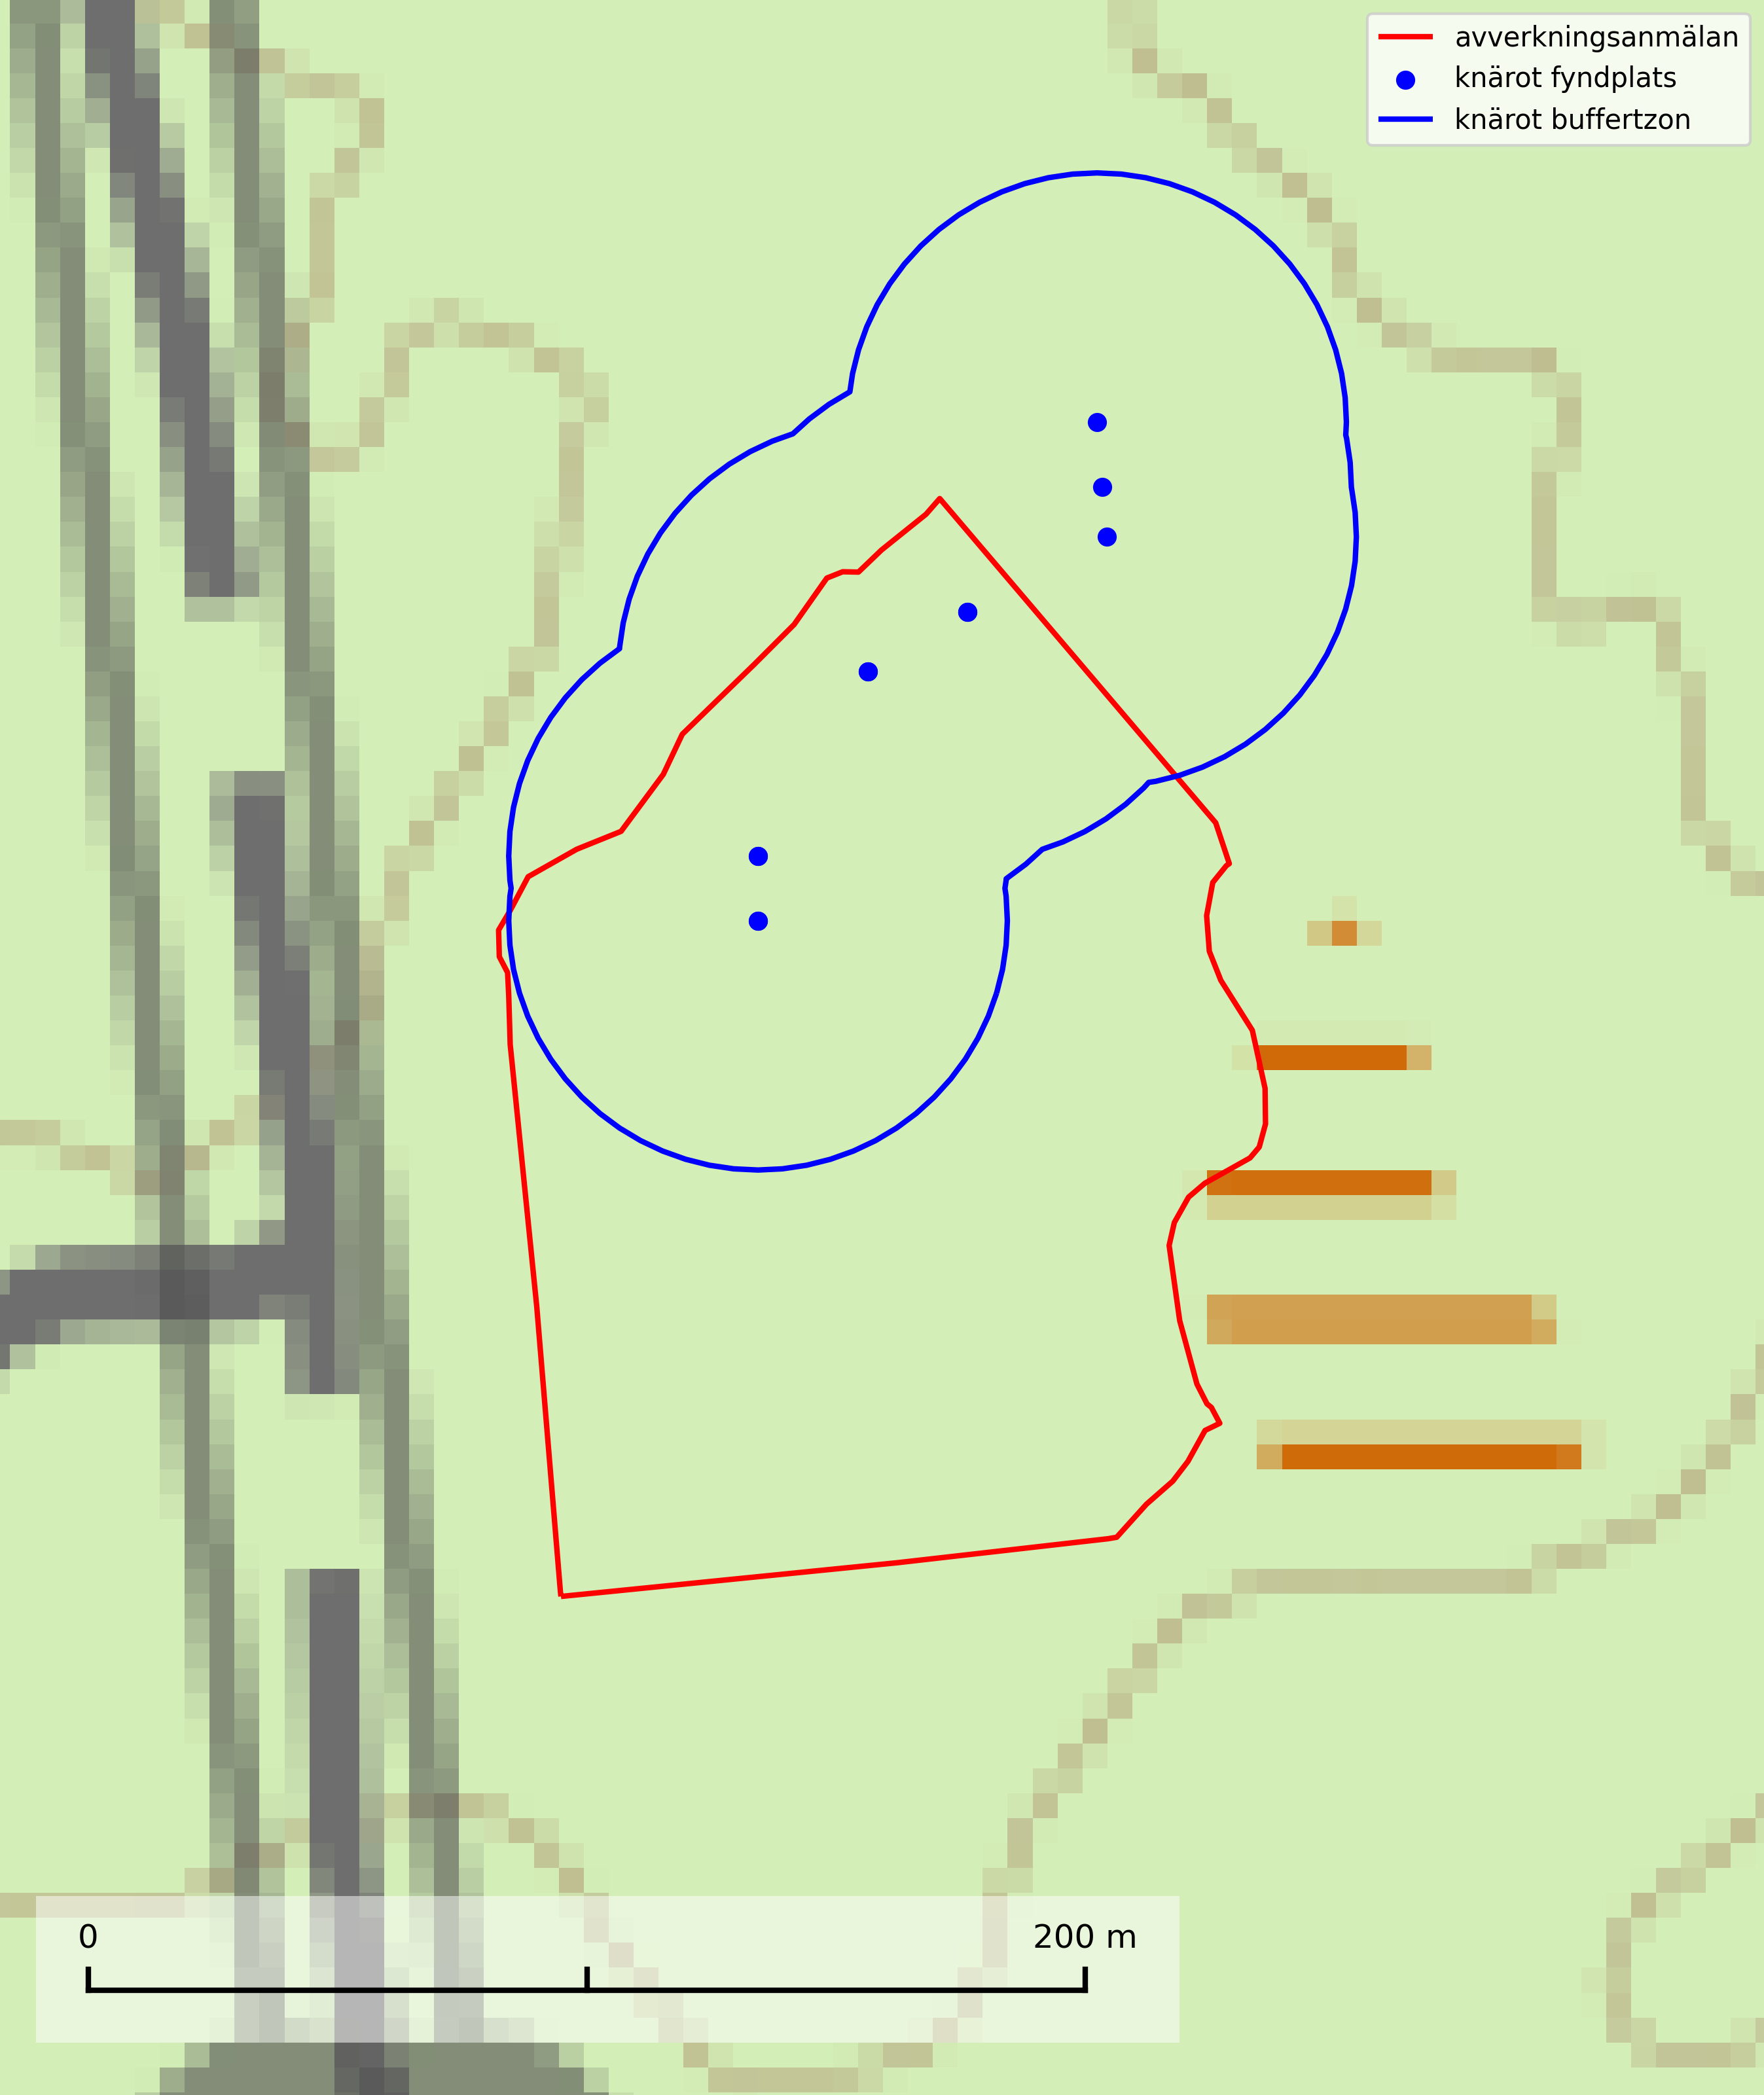 avverkningsanmälan
knärot fyndplats
knärot buffertzon
0 200 m